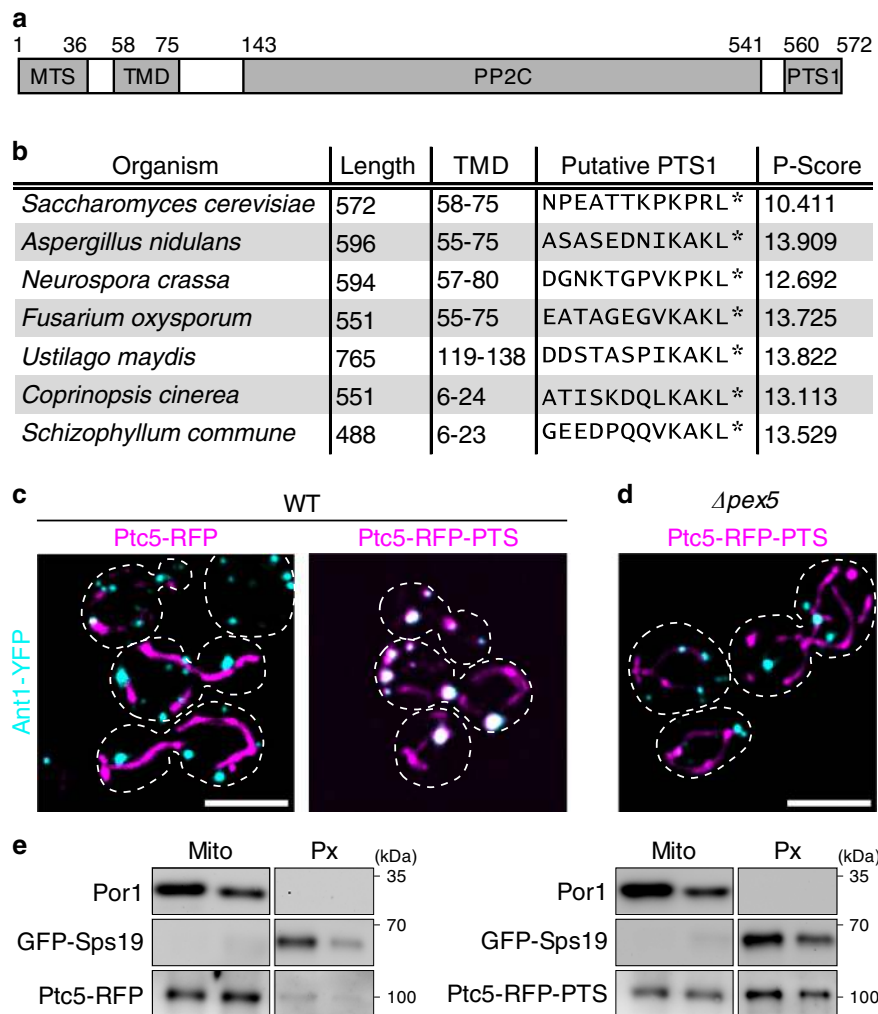 a
1 36 58 75 143 541 560 572
MTS TMD PP2C PTS1
b
Organism Length TMD Putative PTS1 P-Score
Saccharomyces cerevisiae 572 58-75 NPEATTKPKPRL* 10.411
Aspergillus nidulans 596 55-75 ASASEDNIKAKL* 13.909
Neurospora crassa 594 57-80 DGNKTGPVKPKL* 12.692
Fusarium oxysporum 551 55-75 EATAGEGVKAKL* 13.725
Ustilago maydis 765 119-138 DDSTASPIKAKL* 13.822
Coprinopsis cinerea 551 6-24 ATISKDQLKAKL* 13.113
Schizophyllum commune 488 6-23 GEEDPQQVKAKL* 13.529
c
WT
Ptc5-RFP Ptc5-RFP-PTS
Ant1-YFP
d
Δpex5
Ptc5-RFP-PTS
e
Mito Px (kDa)
Por1 35
GFP-Sps19 70
Ptc5-RFP 100
Mito Px (kDa)
Por1 35
GFP-Sps19 70
Ptc5-RFP-PTS 100